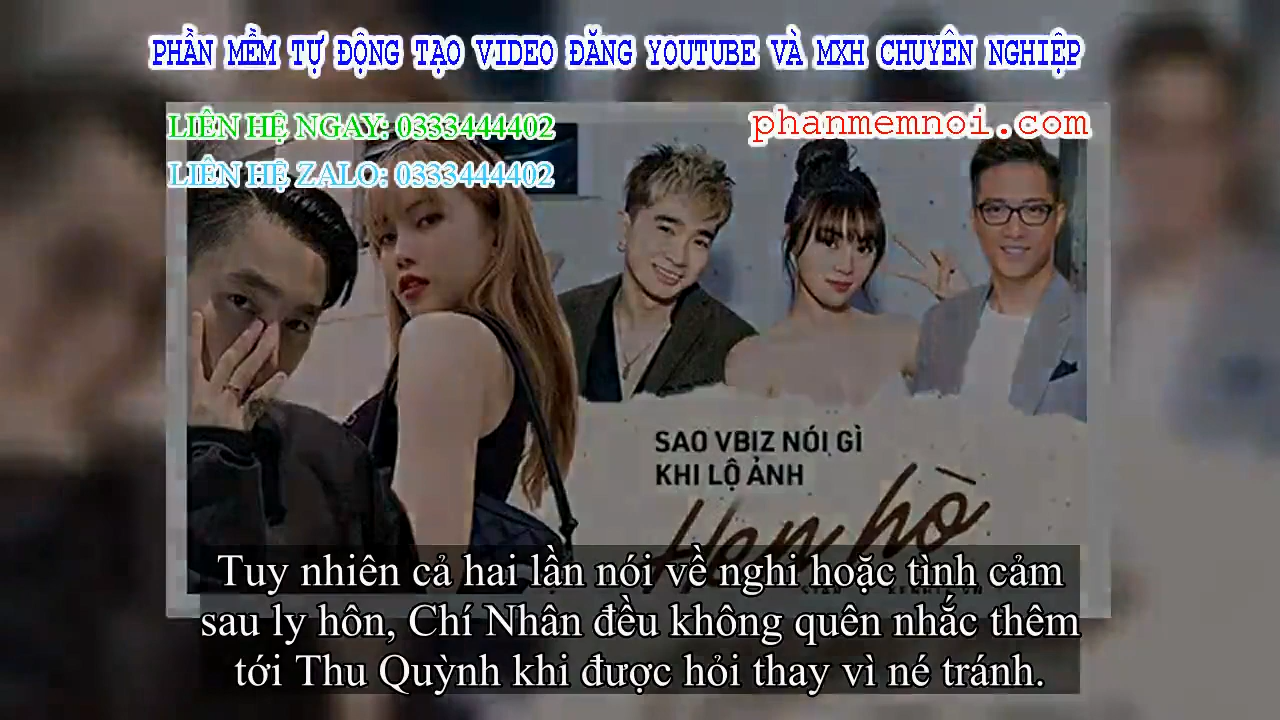 PHẦN MỀM TỰ ĐỘNG TẠO VIDEO ĐĂNG YOUTUBE VÀ MXH CHUYÊN NGHIỆP
LIÊN HỆ NGAY: 0333444402
phanmemnoi.com
LIÊN HỆ ZALO: 0333444402
SAO VBIZ NÓI GÌ
KHI LỘ ẢNH
Hẹn hò
Tuy nhiên cả hai lần nói về nghi hoặc tình cảm
sau ly hôn, Chí Nhân đều không quên nhắc thêm
tới Thu Quỳnh khi được hỏi thay vì né tránh.